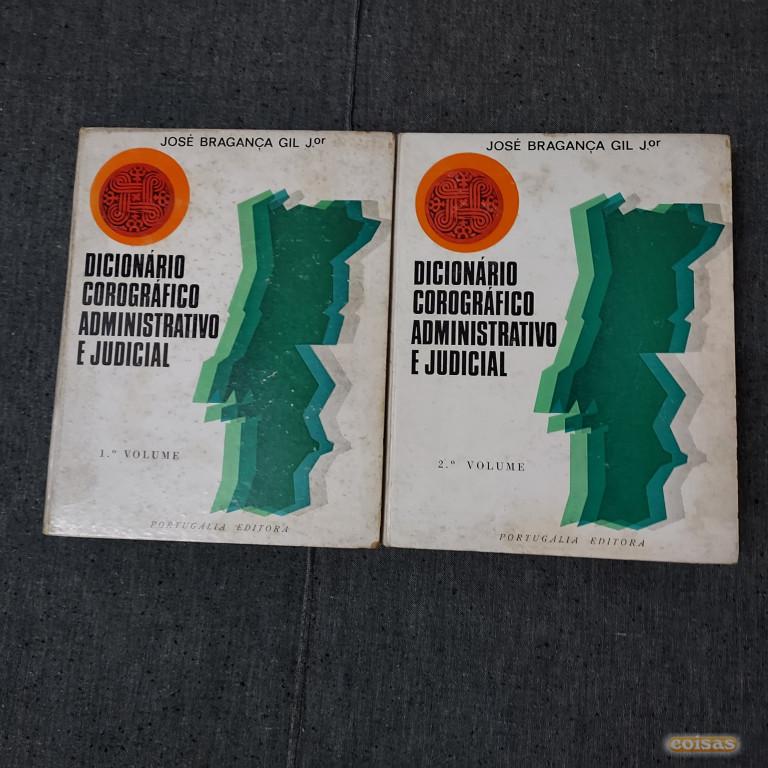 JOSÉ BRAGANÇA GIL J.or
DICIONÁRIO
COROGRÁFICO
ADMINISTRATIVO
E JUDICIAL
1.º VOLUME
PORTUGÁLIA EDITORA
JOSÉ BRAGANÇA GIL J.or
DICIONÁRIO
COROGRÁFICO
ADMINISTRATIVO
E JUDICIAL
2.º VOLUME
PORTUGÁLIA EDITORA
coisas